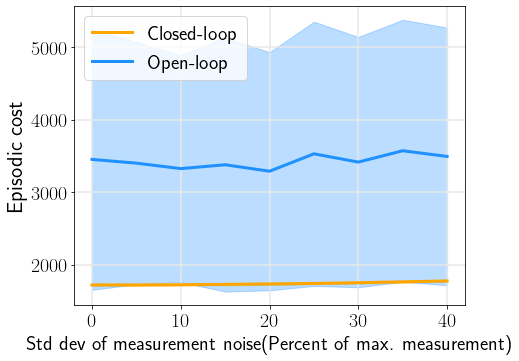 Closed-loop
Open-loop
Episodic cost
5000
4000
3000
2000
0 10 20 30 40
Std dev of measurement noise(Percent of max. measurement)